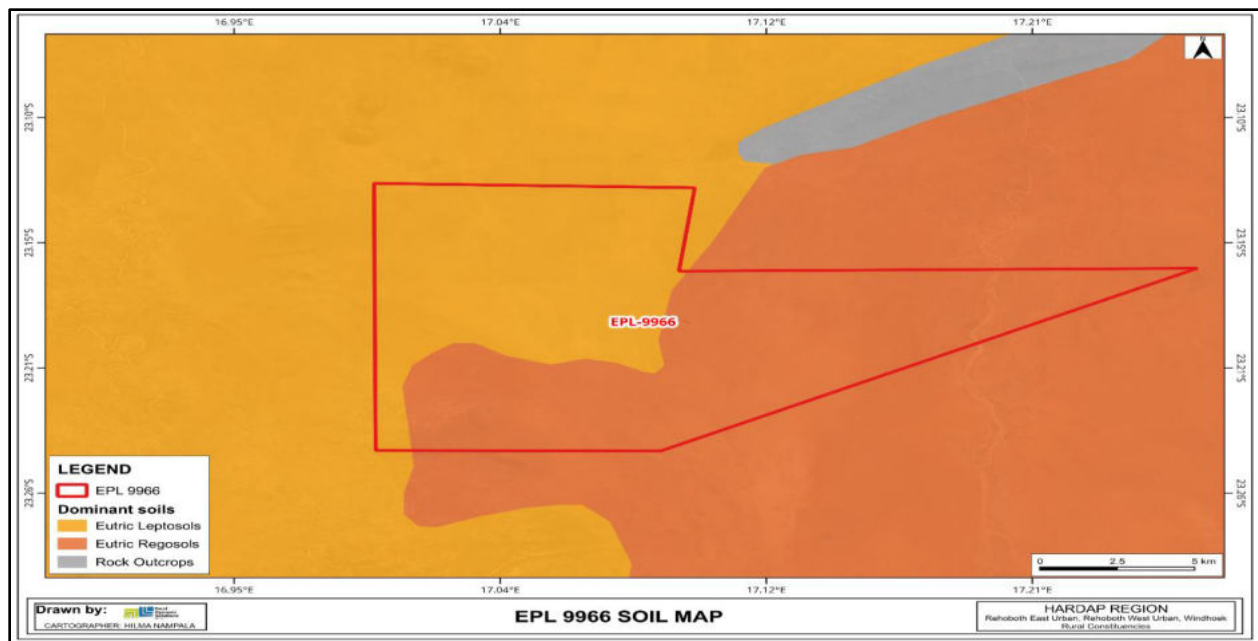 16.95°E 17.04°E 17.12°E 17.21°E
N
23.10°S 23.10°S
23.15°S 23.15°S
EPL-9966
23.21°S 23.21°S
23.26°S 23.26°S
LEGEND
EPL 9966
Dominant soils
Eutric Leptosols
Eutric Regosols
Rock Outcrops
0 2.5 5 km
16.95°E 17.04°E 17.12°E 17.21°E
Drawn by:
CARTOGRAPHER: HILMA NAMPALA
EPL 9966 SOIL MAP
HARDAP REGION
Rehoboth East Urban, Rehoboth West Urban, Windhoek
Rural Constituencies